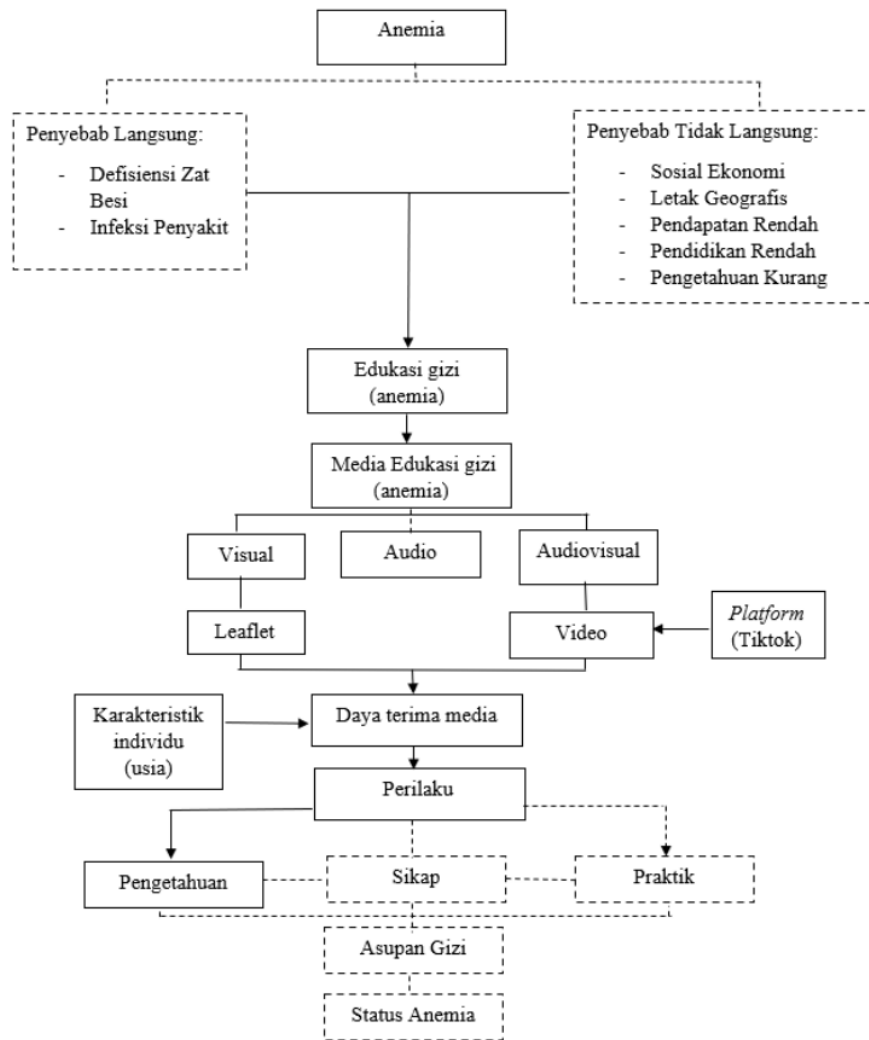 Anemia
Penyebab Langsung:
- Defisiensi Zat
Besi
- Infeksi Penyakit
Penyebab Tidak Langsung:
- Sosial Ekonomi
- Letak Geografis
- Pendapatan Rendah
- Pendidikan Rendah
- Pengetahuan Kurang
Edukasi gizi
(anemia)
Media Edukasi gizi
(anemia)
Visual
Audio
Audiovisual
Leaflet
Video
Platform
(Tiktok)
Karakteristik
individu
(usia)
Daya terima media
Perilaku
Pengetahuan
Sikap
Praktik
Asupan Gizi
Status Anemia